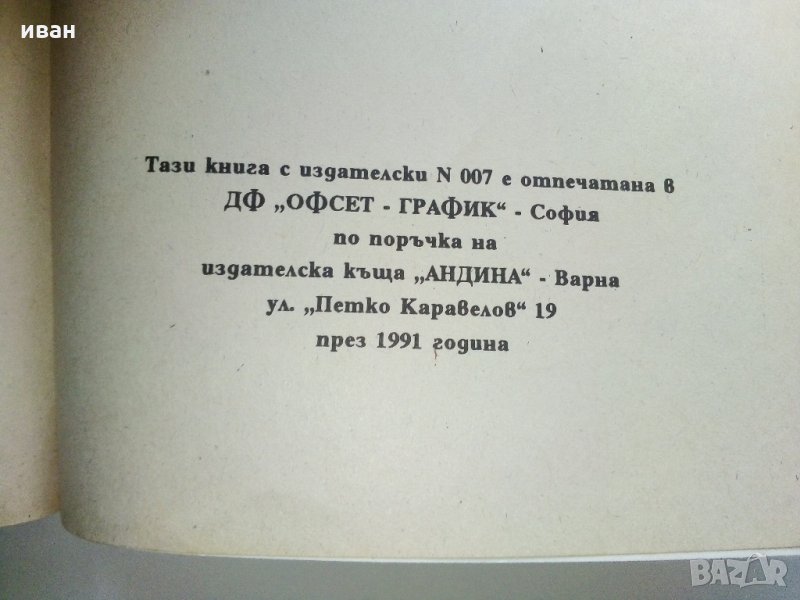 иван
Тази книга с издателски N 007 е отпечатана в
ДФ „ОФСЕТ - ГРАФИК“ - София
по поръчка на
издателска къща „АНДИНА“ - Варна
ул. „Петко Каравелов“ 19
през 1991 година
BAZAR